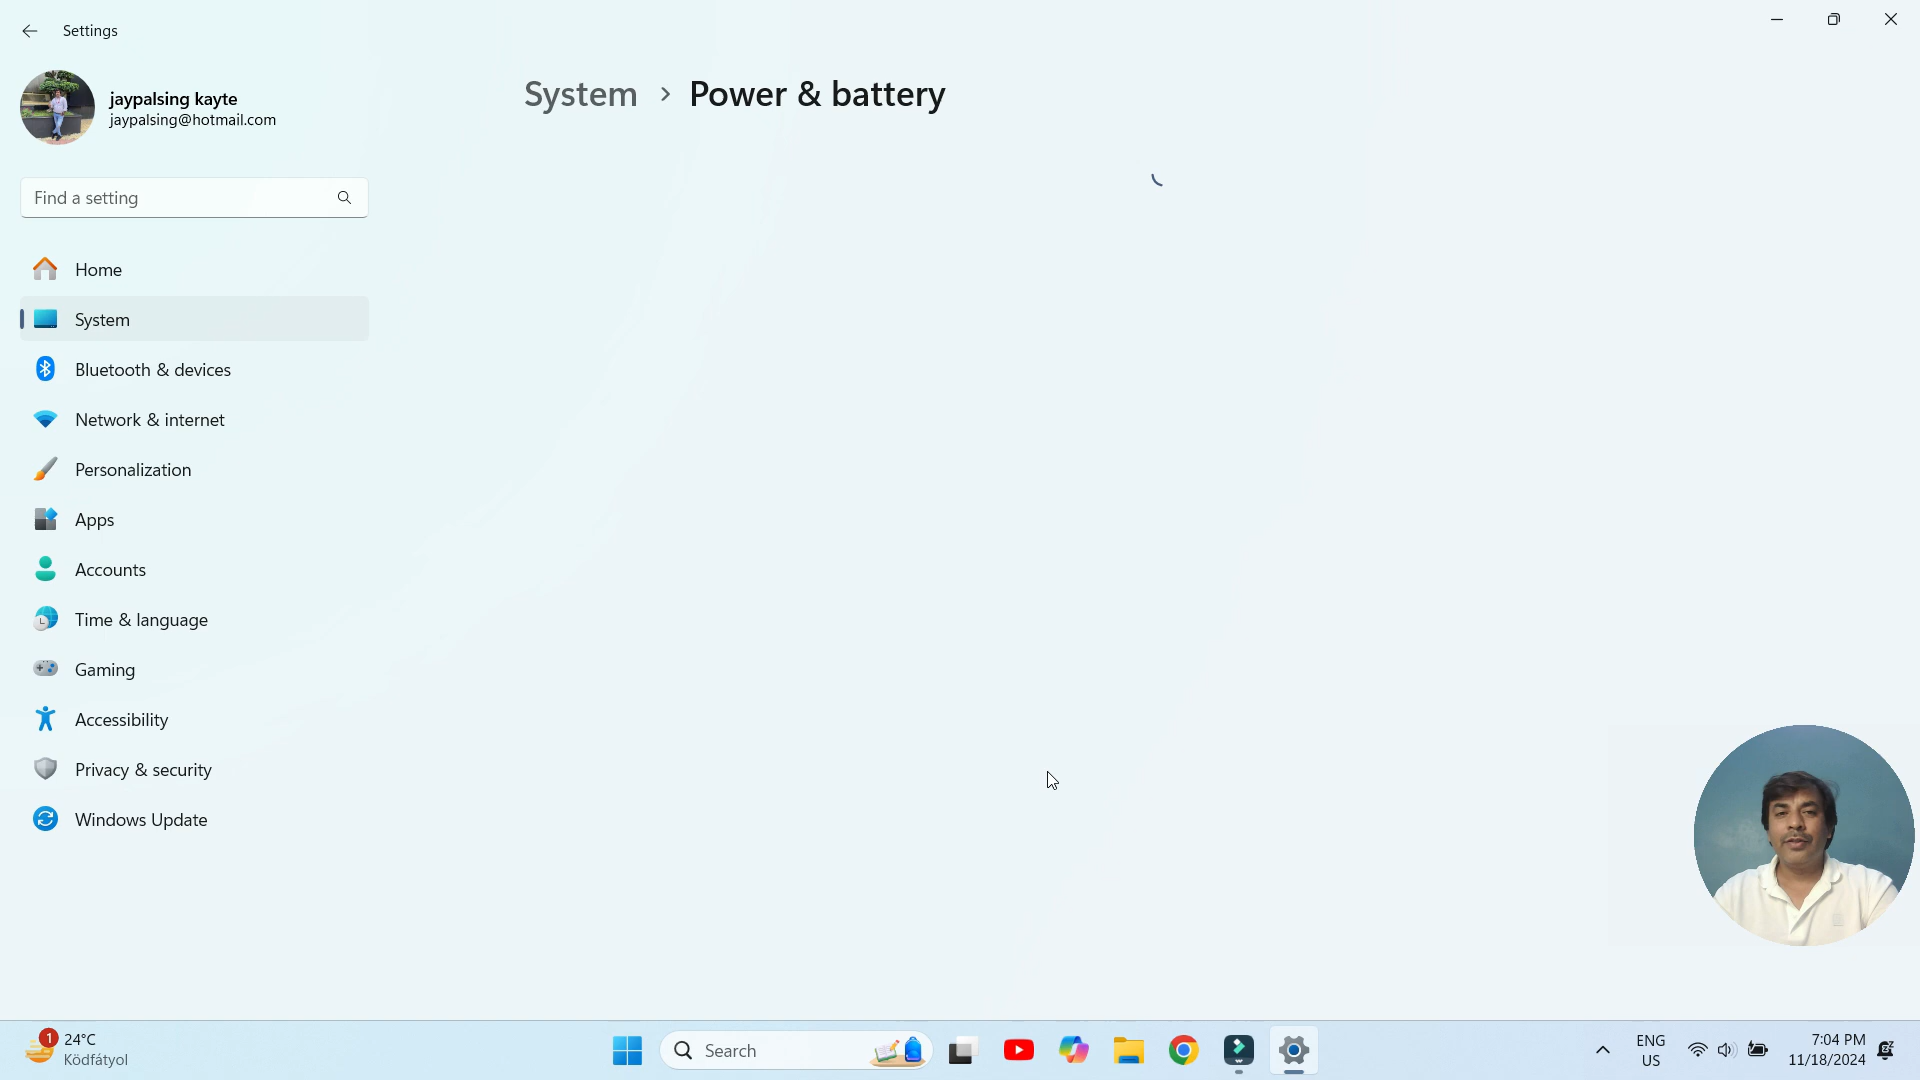 Settings
jaypalsing kayte
jaypalsing@hotmail.com
System > Power & battery
Find a setting
Home
System
Bluetooth & devices
Network & internet
Personalization
Apps
Accounts
Time & language
Gaming
Accessibility
Privacy & security
Windows Update
1
24°C
Ködfátyol
Search
ENG
US
7:04 PM
11/18/2024